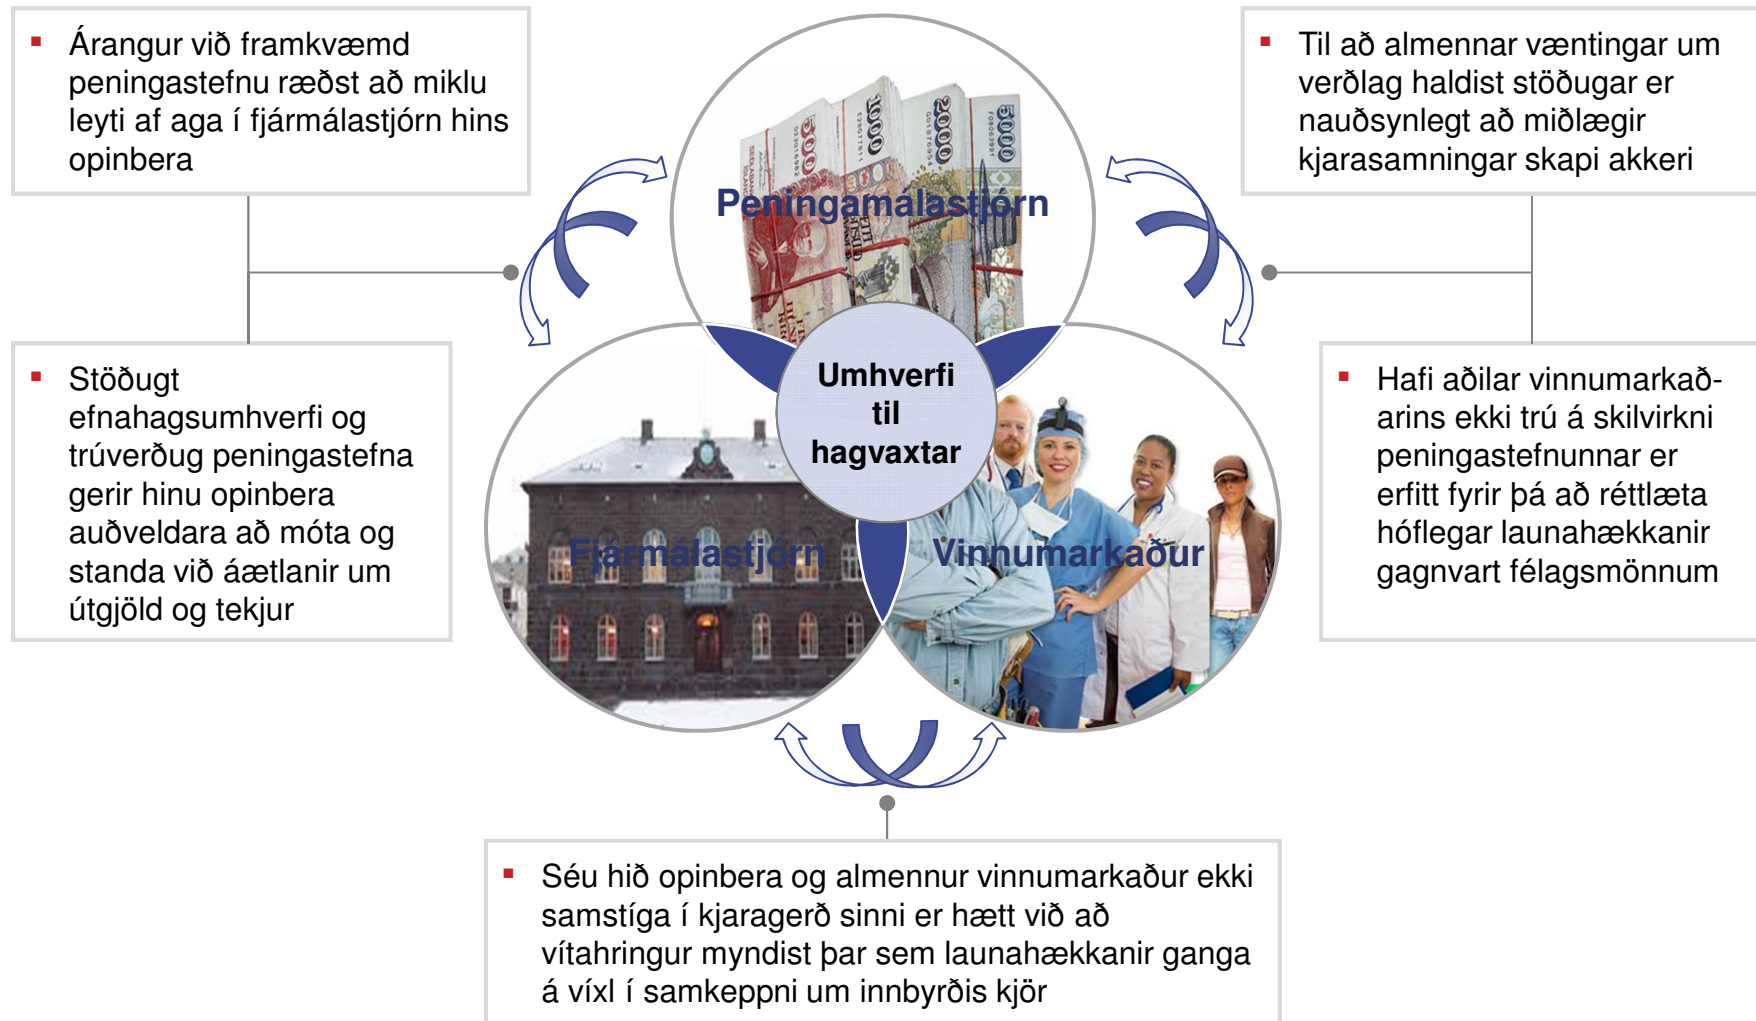 Árangur við framkvæmd
peningastefnu ræðst að miklu
leyti af aga í fjármálastjórn hins
opinbera
Til að almennar væntingar um
verðlag haldist stöðugar er
nauðsynlegt að miðlægir
kjarasamningar skapi akkeri
5000
1000
2000
5000
Peningamálastjórn
Stöðugt
efnahagsumhverfi og
trúverðug peningastefna
gerir hinu opinbera
auðveldara að móta og
standa við áætlanir um
útgjöld og tekjur
Umhverfi
til
hagvaxtar
Hafi aðilar vinnumarkað-
arins ekki trú á skilvirkni
peningastefnunnar er
erfitt fyrir þá að réttlæta
hóflegar launahækkanir
gagnvart félagsmönnum
Fjármálastjórn
Vinnumarkaður
Séu hið opinbera og almennur vinnumarkaður ekki
samstíga í kjaragerð sinni er hætt við að
vítahringur myndist þar sem launahækkanir ganga
á víxl í samkeppni um innbyrðis kjör